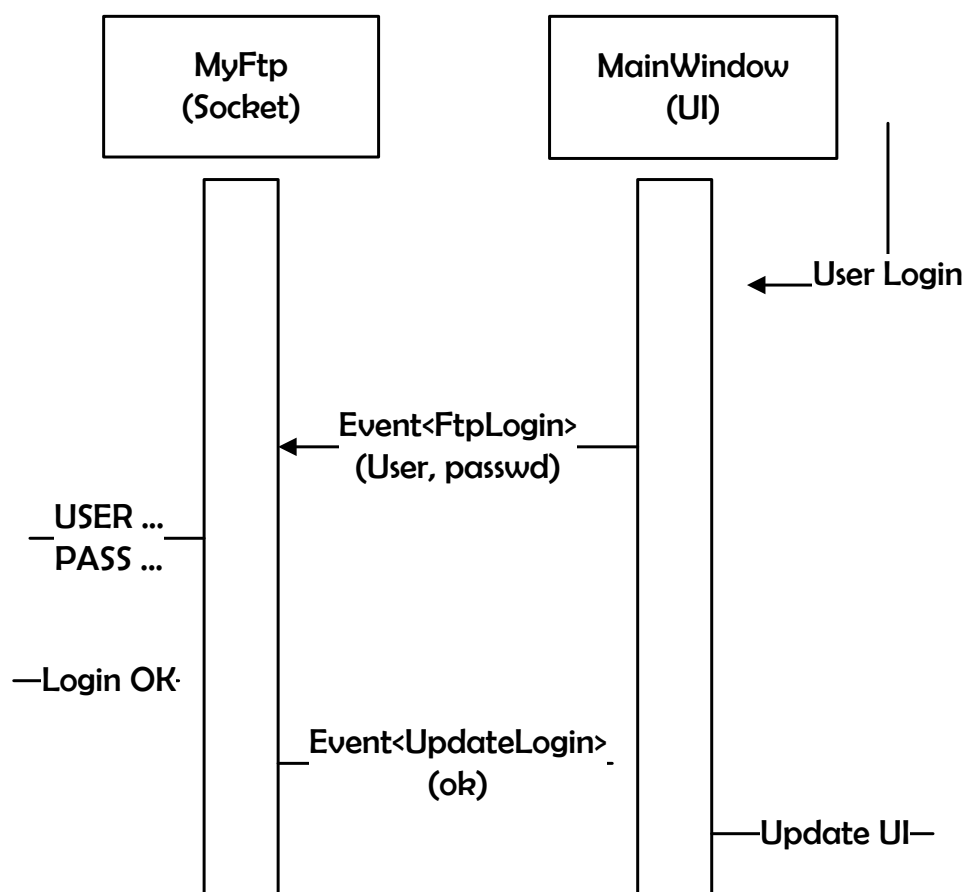 MyFtp
(Socket)
MainWindow
(UI)
User Login
Event<FtpLogin>
(User, passwd)
USER ...
PASS ...
Login OK
Event<UpdateLogin>
(ok)
Update UI